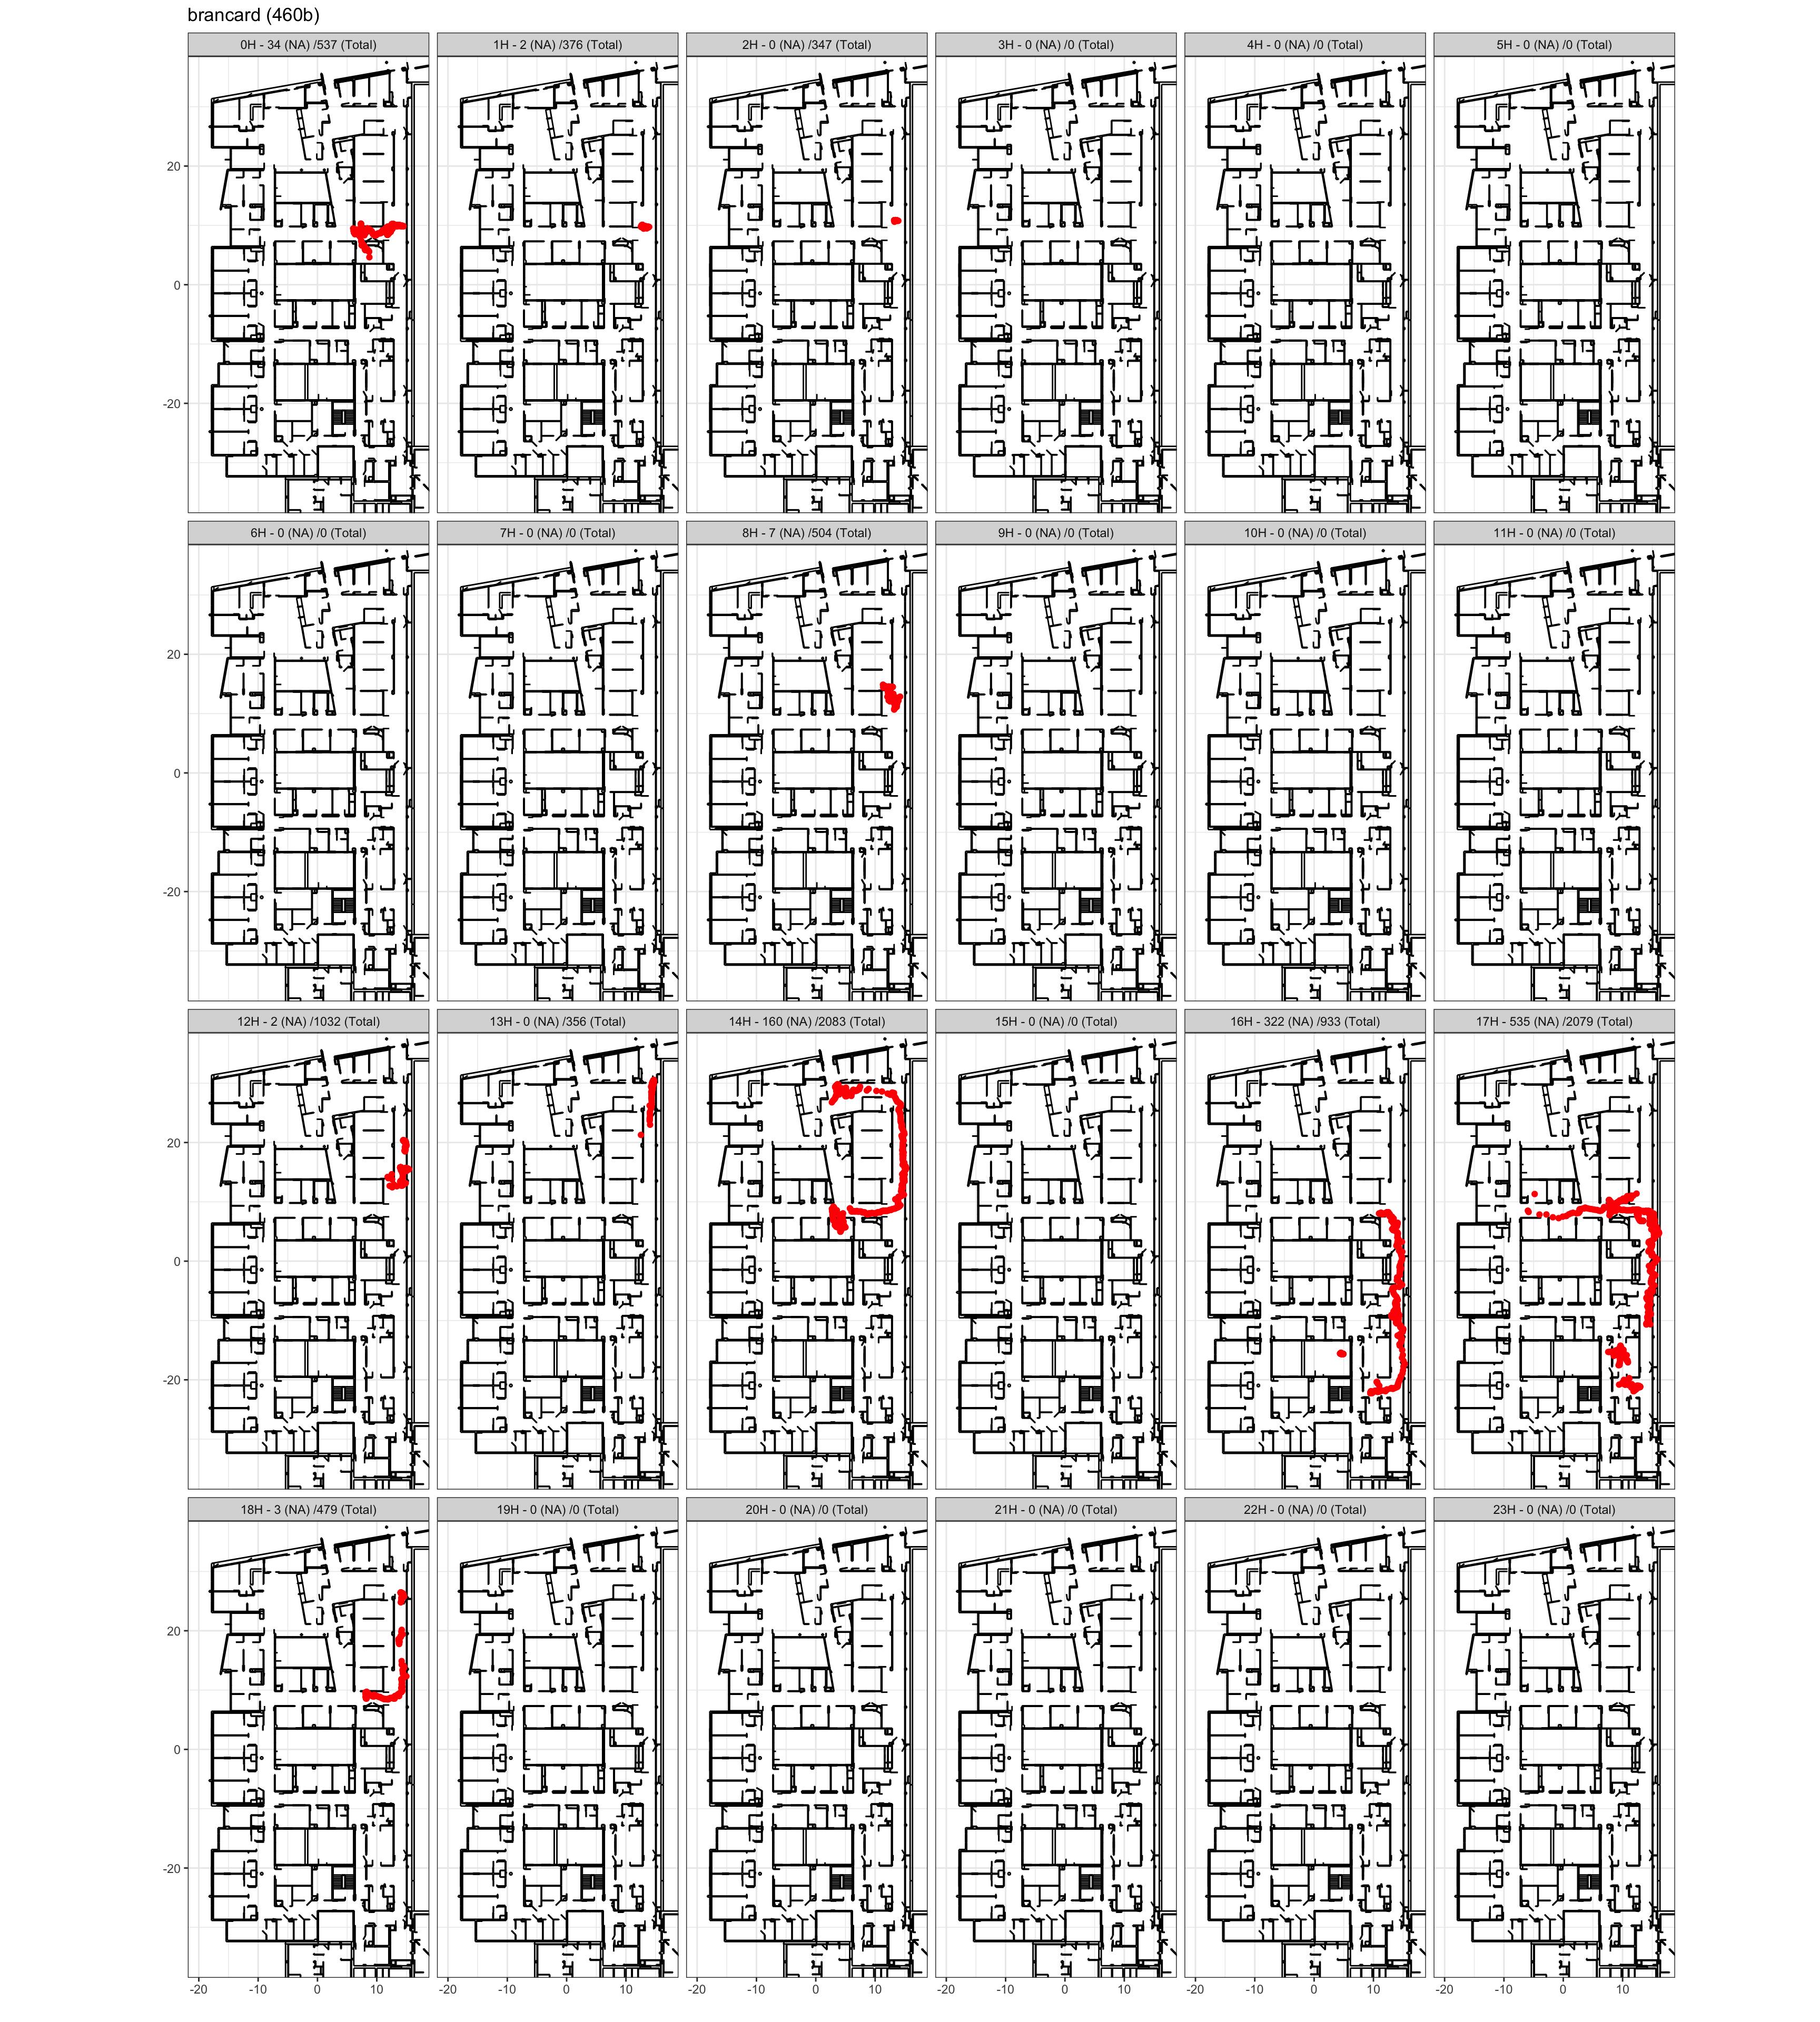 brancard (460b)
0H - 34 (NA) /537 (Total)
1H - 2 (NA) /376 (Total)
2H - 0 (NA) /347 (Total)
3H - 0 (NA) /0 (Total)
4H - 0 (NA) /0 (Total)
5H - 0 (NA) /0 (Total)
20
0
-20
6H - 0 (NA) /0 (Total)
7H - 0 (NA) /0 (Total)
8H - 7 (NA) /504 (Total)
9H - 0 (NA) /0 (Total)
10H - 0 (NA) /0 (Total)
11H - 0 (NA) /0 (Total)
20
0
-20
12H - 2 (NA) /1032 (Total)
13H - 0 (NA) /356 (Total)
14H - 160 (NA) /2083 (Total)
15H - 0 (NA) /0 (Total)
16H - 322 (NA) /933 (Total)
17H - 535 (NA) /2079 (Total)
20
0
-20
18H - 3 (NA) /479 (Total)
19H - 0 (NA) /0 (Total)
20H - 0 (NA) /0 (Total)
21H - 0 (NA) /0 (Total)
22H - 0 (NA) /0 (Total)
23H - 0 (NA) /0 (Total)
20
0
-20
-20 -10 0 10
-20 -10 0 10
-20 -10 0 10
-20 -10 0 10
-20 -10 0 10
-20 -10 0 10